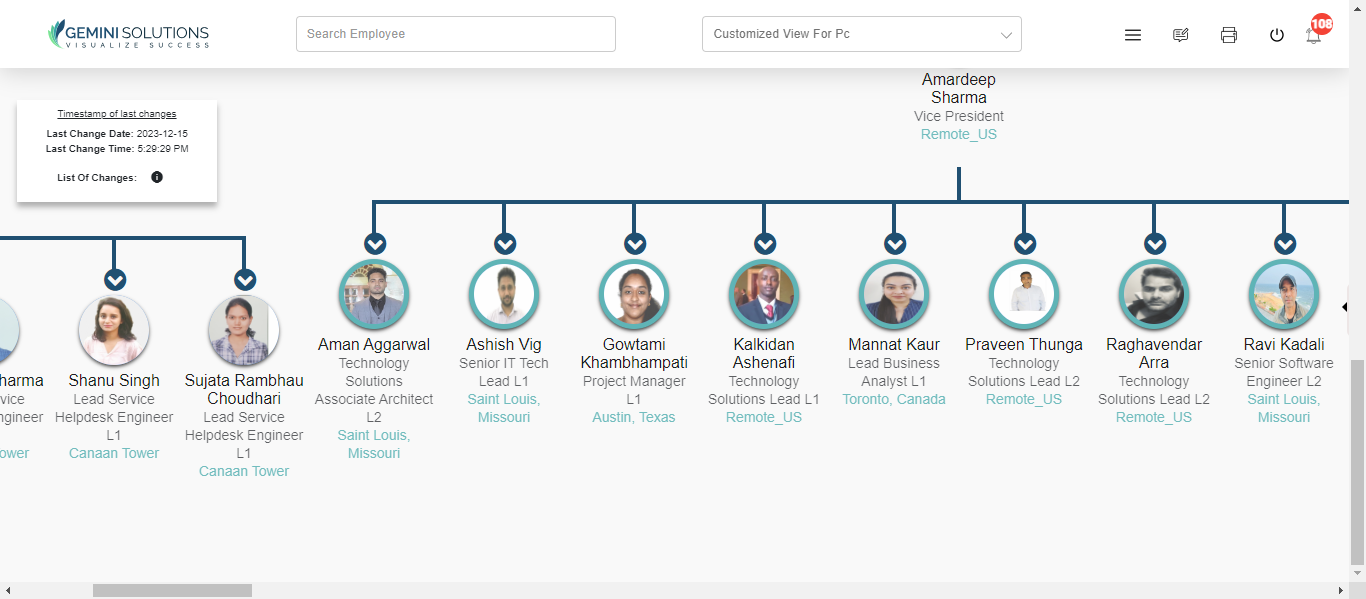 GEMINI SOLUTIONS
VISUALIZE SUCCESS
Search Employee
Customized View For Pc
108
Timestamp of last changes
Last Change Date: 2023-12-15
Last Change Time: 5:29:29 PM
List Of Changes:
Amardeep
Sharma
Vice President
Remote_US
harma
vice
ngineer
ower
Shanu Singh
Lead Service
Helpdesk Engineer
L1
Canaan Tower
Sujata Rambhau
Choudhari
Lead Service
Helpdesk Engineer
L1
Canaan Tower
Aman Aggarwal
Technology
Solutions
Associate Architect
L2
Saint Louis,
Missouri
Ashish Vig
Senior IT Tech
Lead L1
Saint Louis,
Missouri
Gowtami
Khambhampati
Project Manager
L1
Austin, Texas
Kalkidan
Ashenafi
Technology
Solutions Lead L1
Remote_US
Mannat Kaur
Lead Business
Analyst L1
Toronto, Canada
Praveen Thunga
Technology
Solutions Lead L2
Remote_US
Raghavendar
Arra
Technology
Solutions Lead L2
Remote_US
Ravi Kadali
Senior Software
Engineer L2
Saint Louis,
Missouri